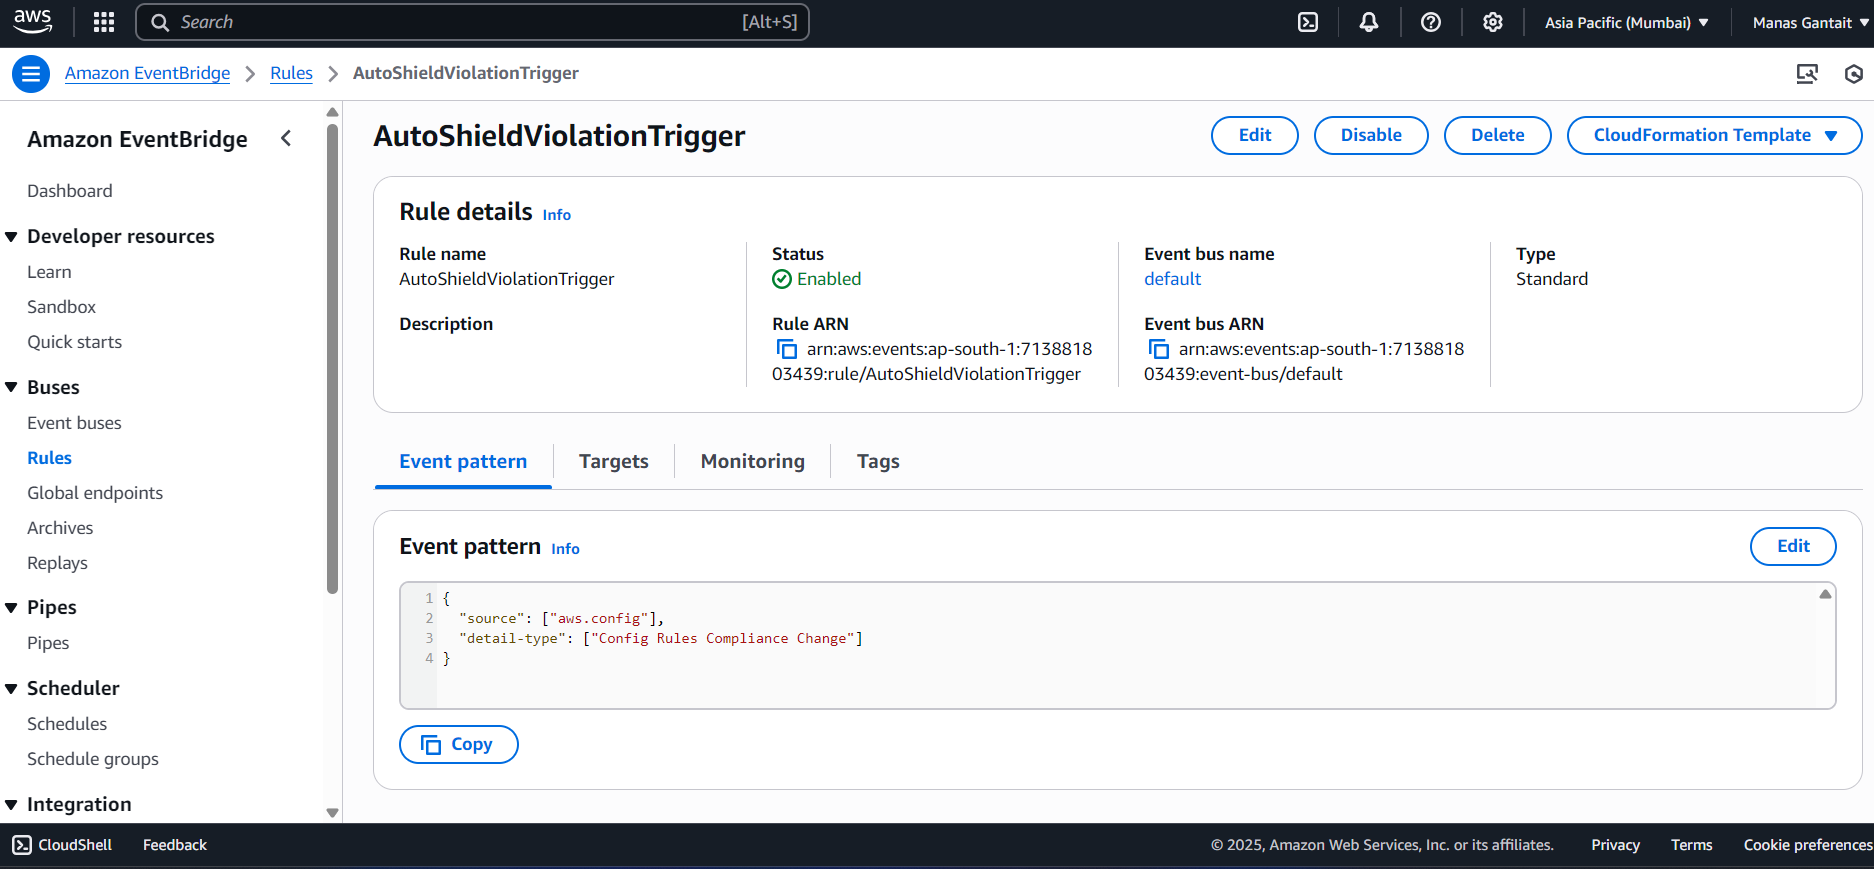 aws
Search
[Alt+S]
Asia Pacific (Mumbai)
Manas Gantait
Amazon EventBridge
Rules
AutoShieldViolationTrigger
Amazon EventBridge
Dashboard
Developer resources
Learn
Sandbox
Quick starts
Buses
Event buses
Rules
Global endpoints
Archives
Replays
Pipes
Pipes
Scheduler
Schedules
Schedule groups
Integration
AutoShieldViolationTrigger
Edit
Disable
Delete
CloudFormation Template
Rule details Info
Rule name
AutoShieldViolationTrigger
Description
Status
Enabled
Rule ARN
arn:aws:events:ap-south-1:7138818
03439:rule/AutoShieldViolationTrigger
Event bus name
default
Event bus ARN
arn:aws:events:ap-south-1:7138818
03439:event-bus/default
Type
Standard
Event pattern
Targets
Monitoring
Tags
Event pattern Info
Edit
1 {
2 "source": ["aws.config"],
3 "detail-type": ["Config Rules Compliance Change"]
4 }
Copy
CloudShell
Feedback
© 2025, Amazon Web Services, Inc. or its affiliates.
Privacy
Terms
Cookie preferences